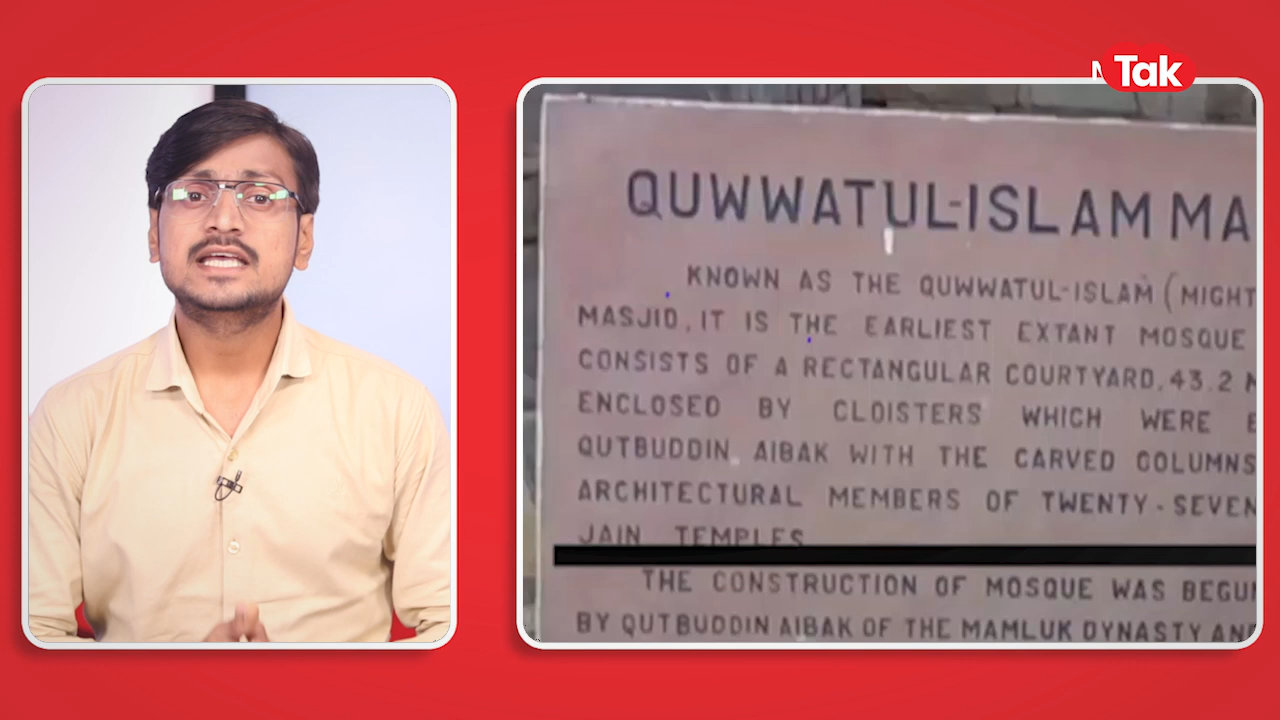 Tak
QUWWATUL-ISLAM MA
KNOWN AS THE QUWWATUL-ISLAM (MIGHT
MASJID, IT IS THE EARLIEST EXTANT MOSQUE
CONSISTS OF A RECTANGULAR COURTYARD, 43.2 M
ENCLOSED BY CLOISTERS WHICH WERE
QUTBUDDIN AIBAK WITH THE CARVED COLUMNS
ARCHITECTURAL MEMBERS OF TWENTY-SEVEN
JAIN TEMPLES
THE CONSTRUCTION OF MOSQUE WAS BEGUN
BY QUTBUDDIN AIBAK OF THE MAMLUK DYNASTY AND